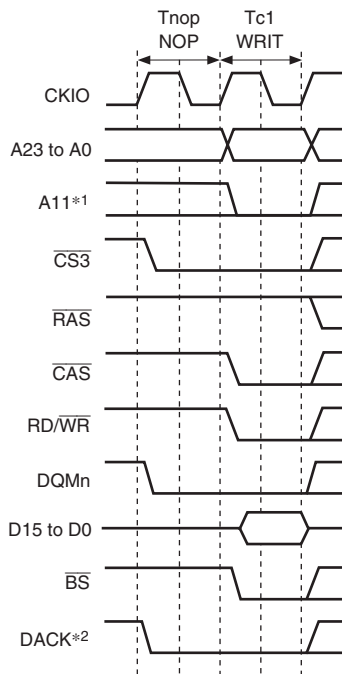 Tnop Tc1
NOP WRIT
CKIO
A23 to A0
A11*1
CS3
RAS
CAS
RD/WR
DQMn
D15 to D0
BS
DACK*2